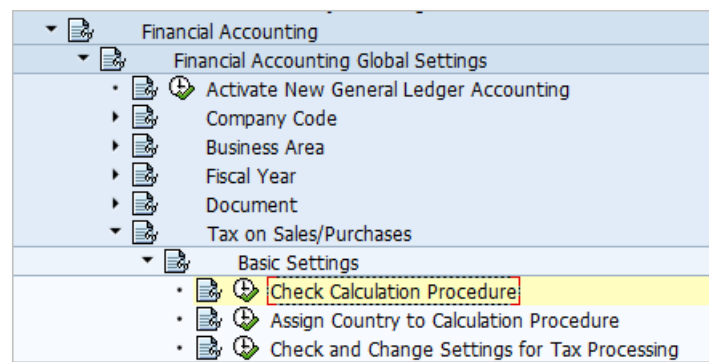 Financial Accounting
Financial Accounting Global Settings
Activate New General Ledger Accounting
Company Code
Business Area
Fiscal Year
Document
Tax on Sales/Purchases
Basic Settings
Check Calculation Procedure
Assign Country to Calculation Procedure
Check and Change Settings for Tax Processing